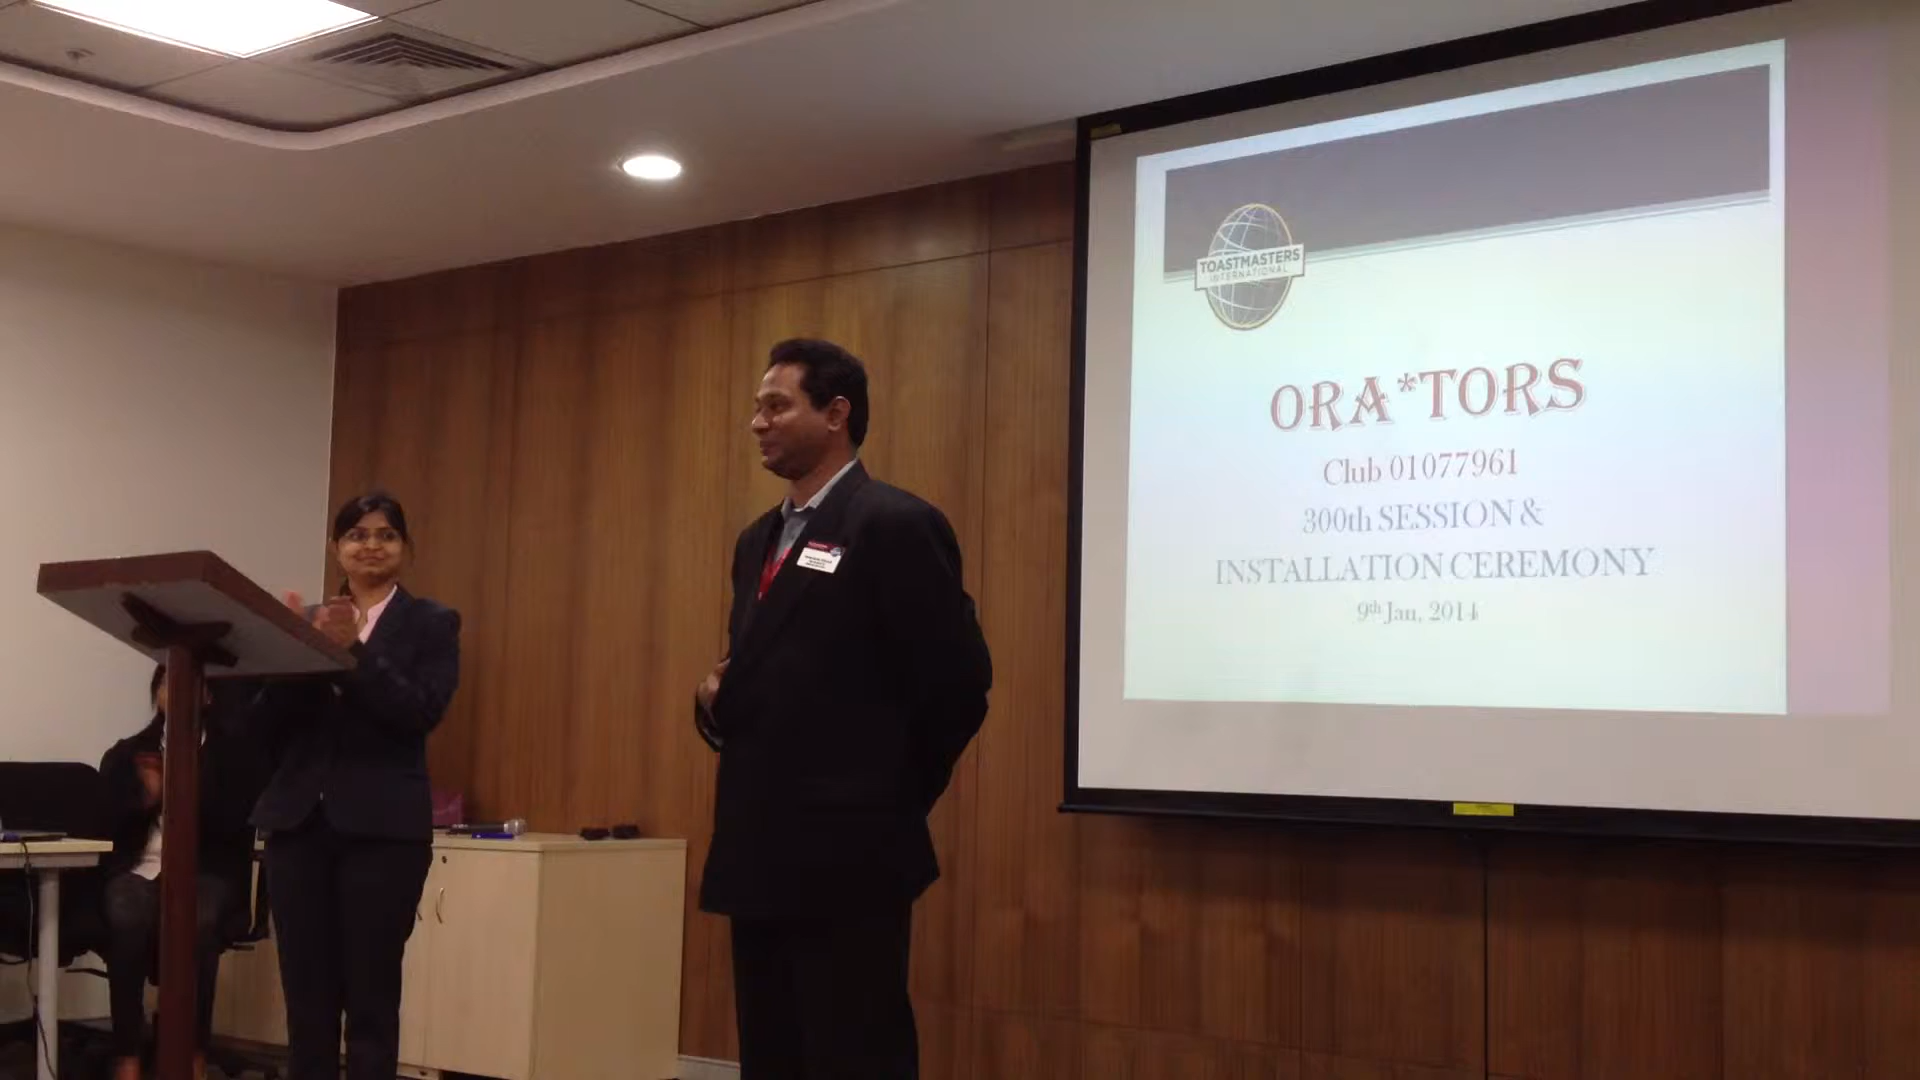 TOASTMASTERS
INTERNATIONAL
ORA*TORS
Club 01077961
300th SESSION &
INSTALLATION CEREMONY
9th Jan, 2014